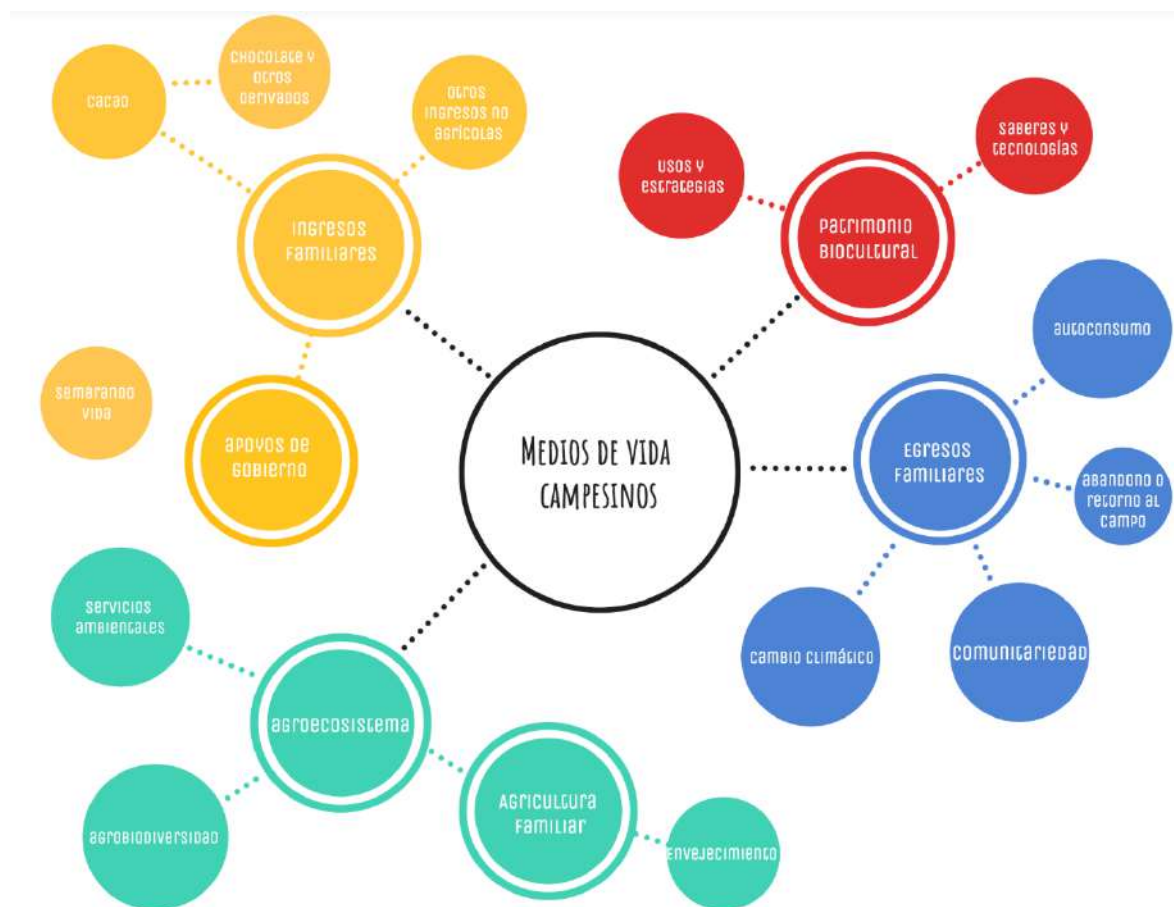 CACAO
CHOCOLATE Y
OTROS
DERIVADOS
OTROS
INGRESOS NO
AGRÍCOLAS
INGRESOS
FAMILIARES
SEMBRANDO
VIDA
APOYOS DE
GOBIERNO
USOS Y
ESTRATEGIAS
SABERES Y
TECNOLOGÍAS
PATRIMONIO
BIOCULTURAL
MEDIOS DE VIDA
CAMPESINOS
AUTOCONSUMO
EGRESOS
FAMILIARES
ABANDONO O
RETORNO AL
CAMPO
CAMBIO CLIMÁTICO
COMUNITARIEDAD
SERVICIOS
AMBIENTALES
AGROECOSISTEMA
AGROBIODIVERSIDAD
AGRICULTURA
FAMILIAR
ENVEJECIMIENTO